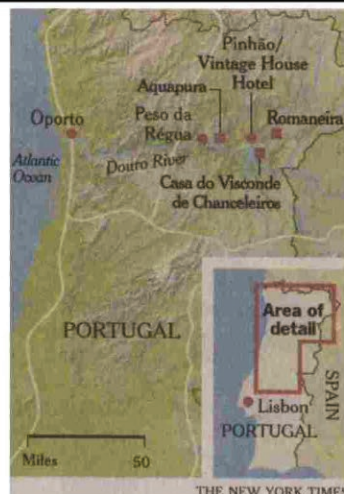 Pinhão/
Vintage House
Hotel
Aquapura
Oporto
Peso da
Régua
Romaneira
Atlantic
Ocean
Douro River
Casa do Visconde
de Chanceleiros
PORTUGAL
Area of
detail
SPAIN
Lisbon
PORTUGAL
Miles
50
THE NEW YORK TIMES